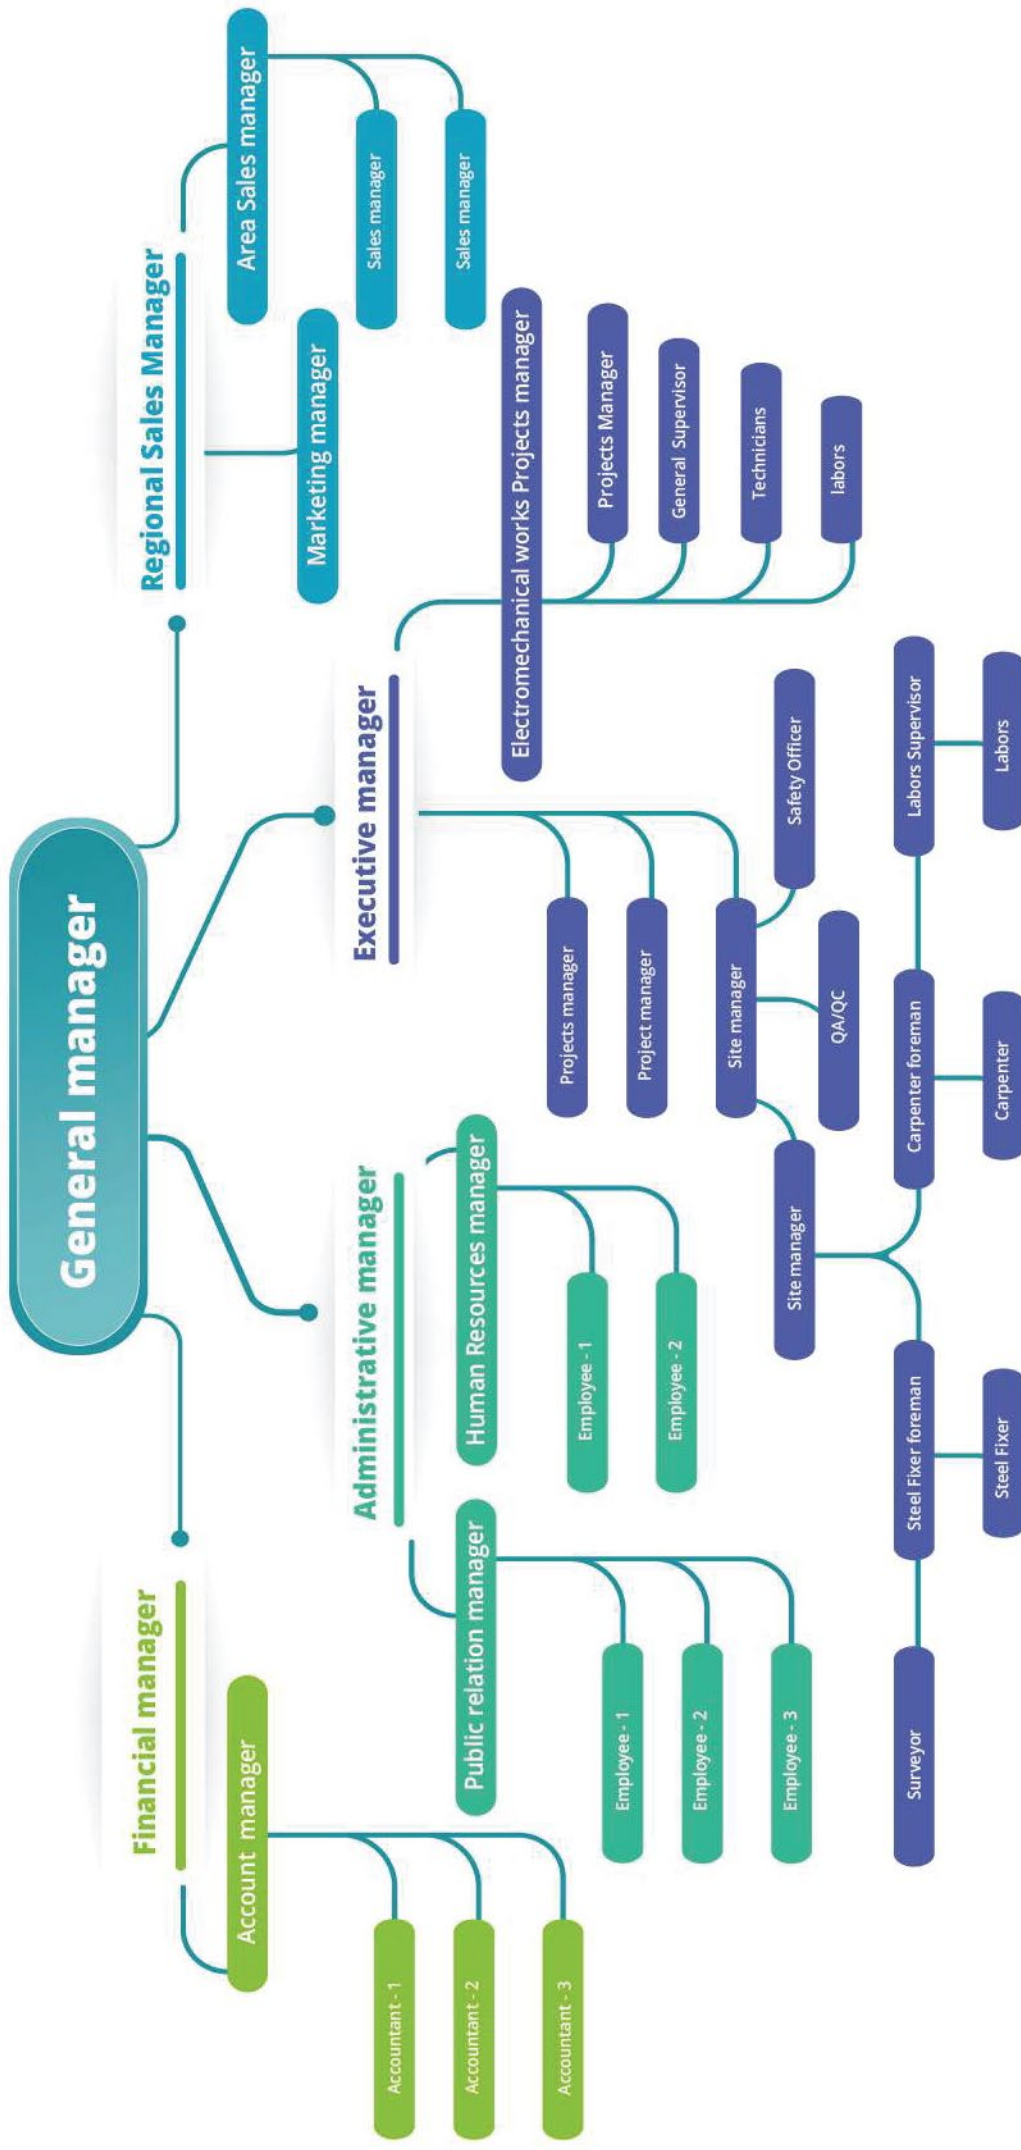 General manager
Financial manager
Account manager
Accountant - 1
Accountant - 2
Accountant - 3
Administrative manager
Public relation manager
Employee - 1
Employee - 2
Employee - 3
Human Resources manager
Employee - 1
Employee - 2
Executive manager
Projects manager
Project manager
Site manager
Site manager
QA/QC
Safety Officer
Surveyor
Steel Fixer foreman
Steel Fixer
Carpenter foreman
Carpenter
Labors Supervisor
Labors
Electromechanical works Projects manager
Projects Manager
General Supervisor
Technicians
labors
Regional Sales Manager
Marketing manager
Area Sales manager
Sales manager
Sales manager